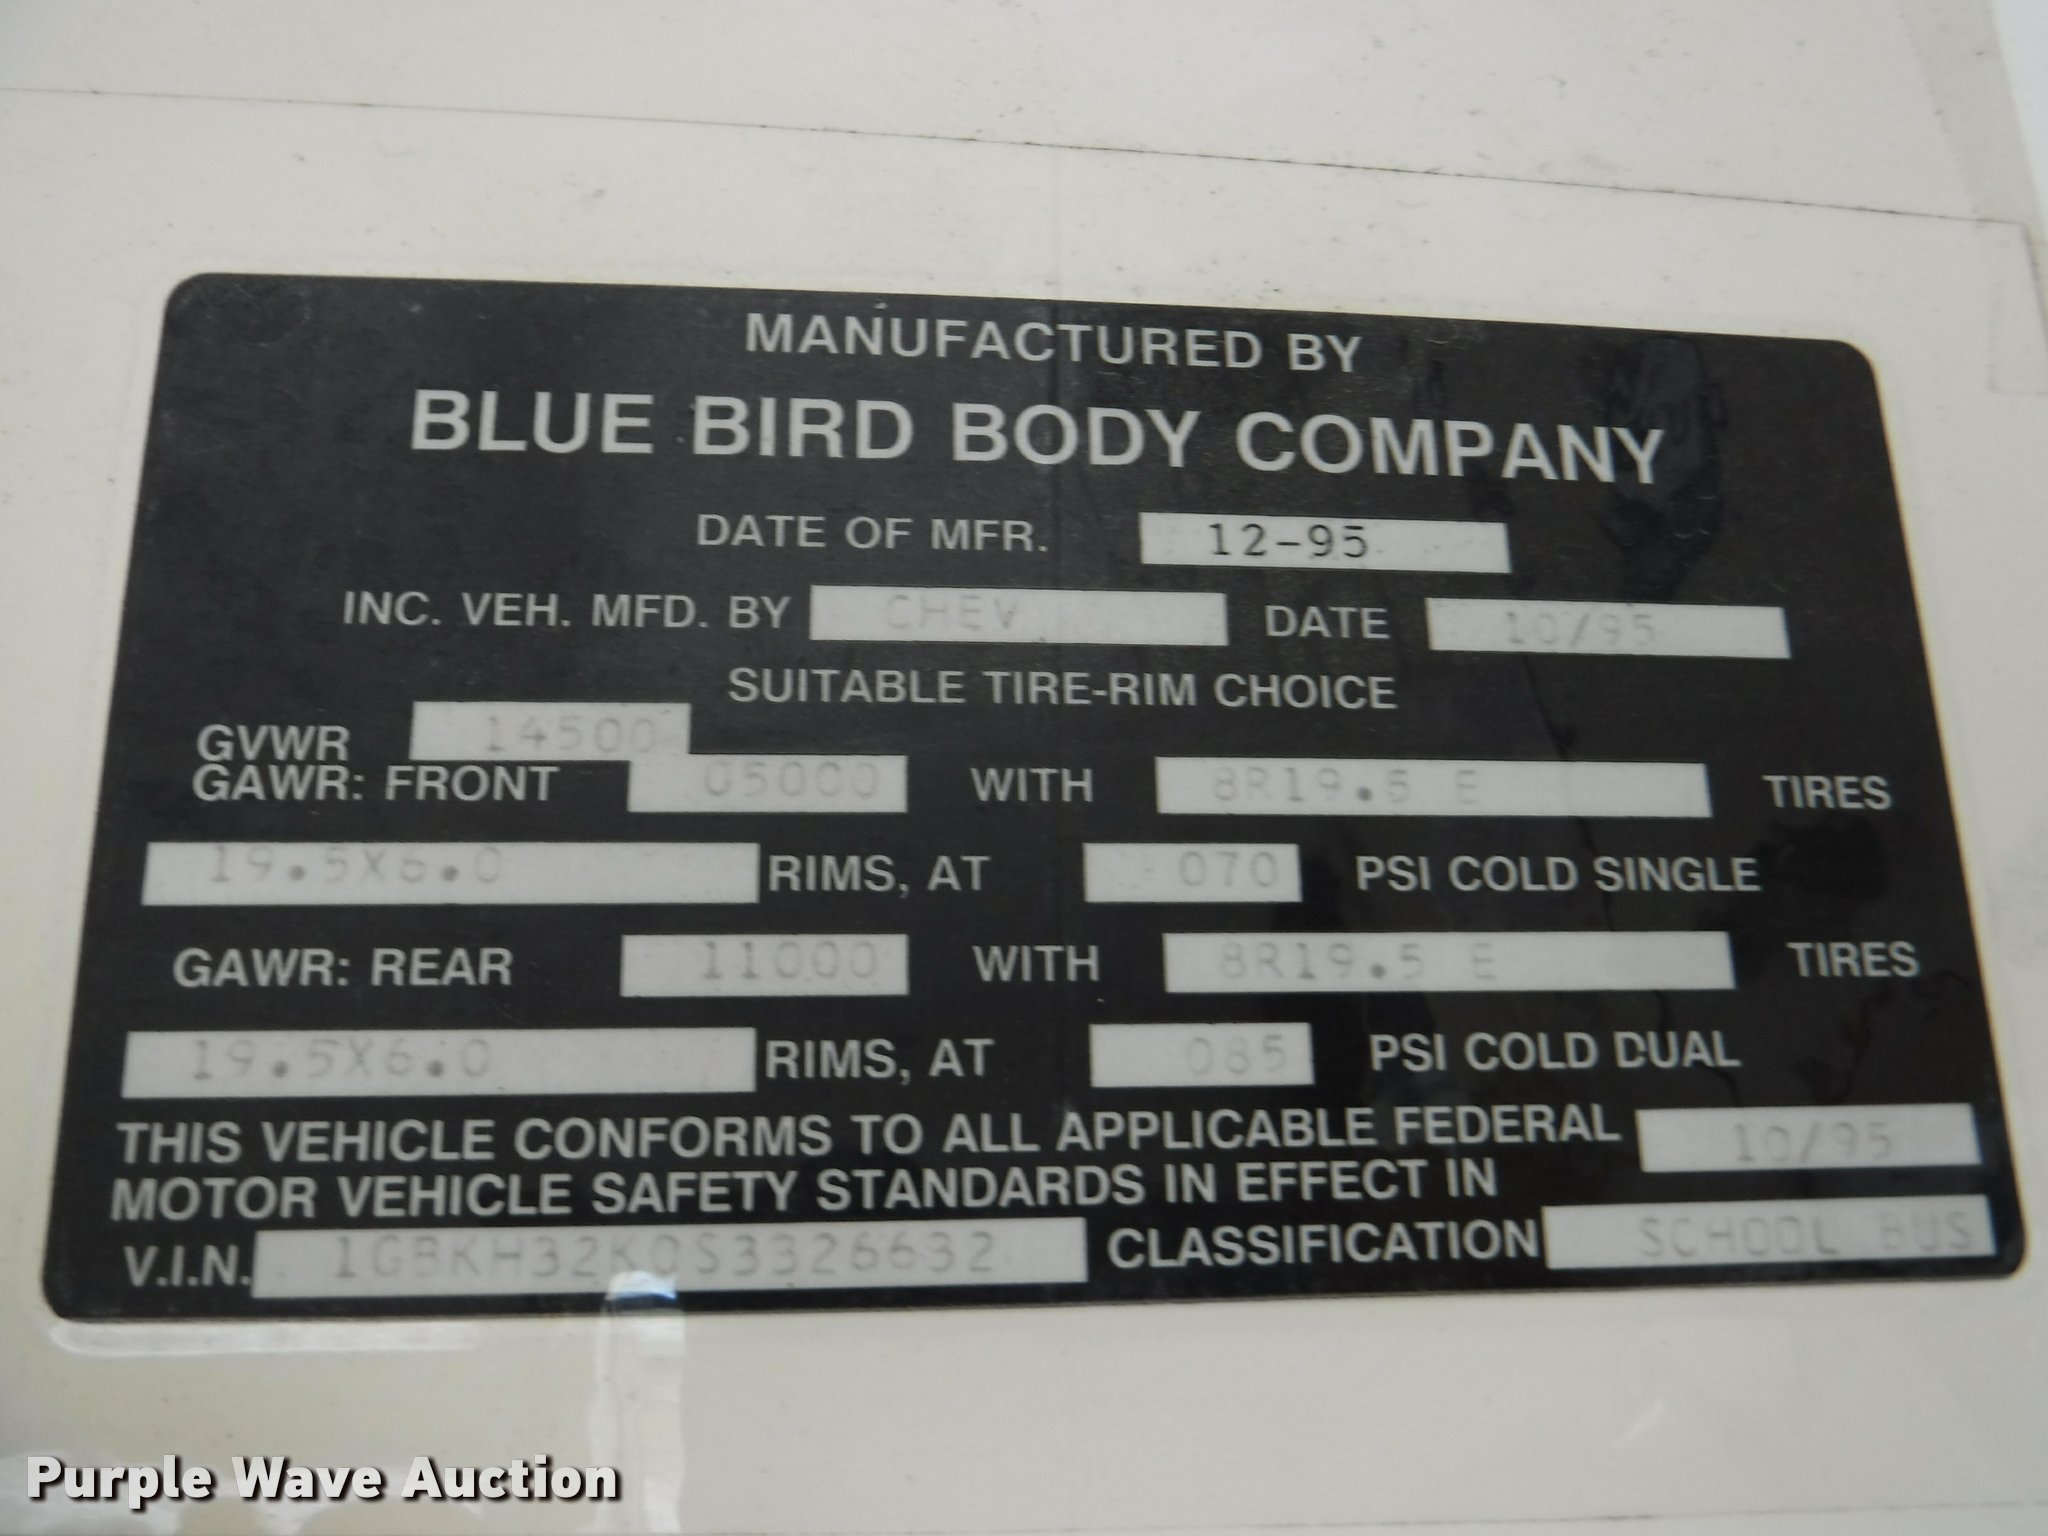 MANUFACTURED BY
BLUE BIRD BODY COMPANY
DATE OF MFR. 12-95
INC. VEH. MFD. BY CHEV DATE 10/95
SUITABLE TIRE-RIM CHOICE
GVWR 14500
GAWR: FRONT 05000 WITH 8R19.5 E TIRES
19.5X6.0 RIMS, AT 070 PSI COLD SINGLE
GAWR: REAR 11000 WITH 8R19.5 E TIRES
19.5X6.0 RIMS, AT 085 PSI COLD DUAL
THIS VEHICLE CONFORMS TO ALL APPLICABLE FEDERAL 10/95
MOTOR VEHICLE SAFETY STANDARDS IN EFFECT IN
V.I.N. 1GBKH32K0S3326632 CLASSIFICATION SCHOOL BUS
Purple Wave Auction